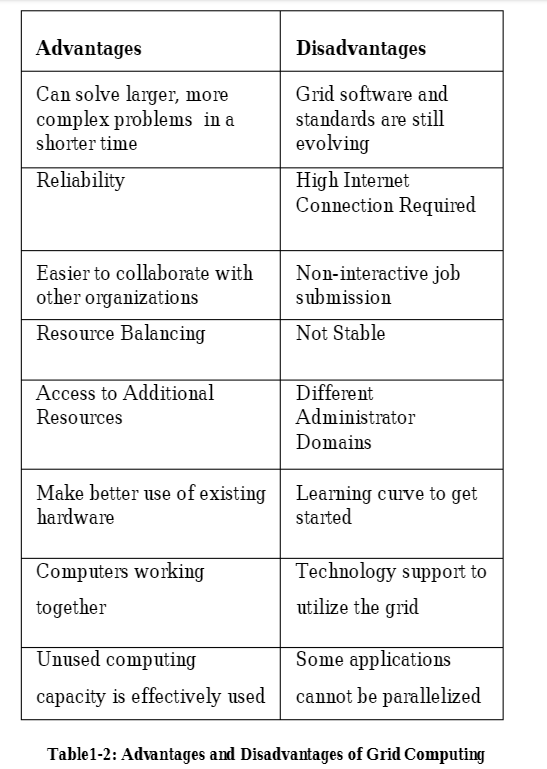 Advantages Disadvantages
Can solve larger, more Grid software and
complex problems in a standards are still
shorter time evolving
Reliability High Internet
Connection Required
Easier to collaborate with Non-interactive job
other organizations submission
Resource Balancing Not Stable
Access to Additional Different
Resources Administrator
Domains
Make better use of existing Learning curve to get
hardware started
Computers working Technology support to
together utilize the grid
Unused computing Some applications
capacity is effectively used cannot be parallelized
Table1-2: Advantages and Disadvantages of Grid Computing